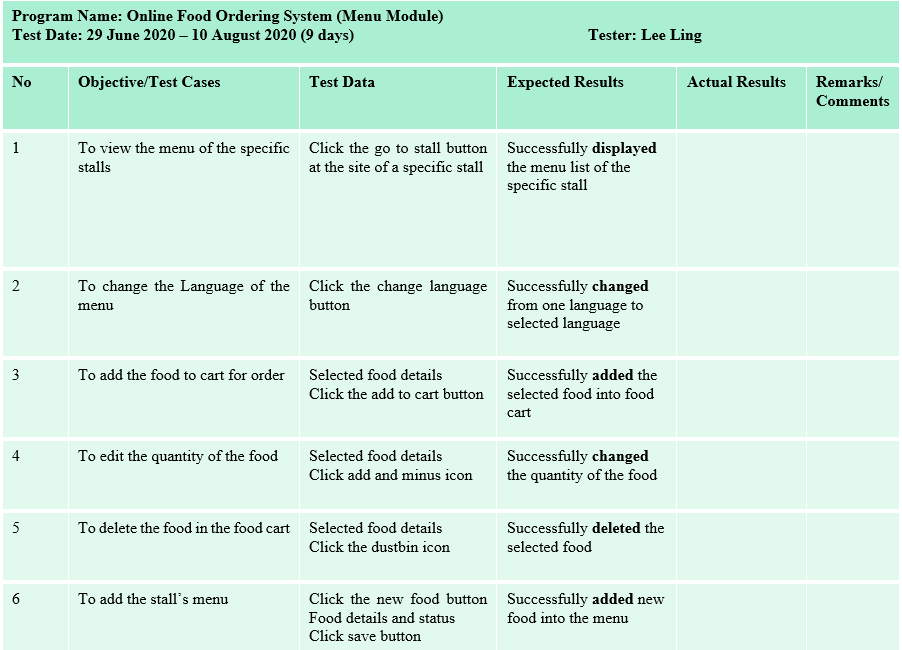 Program Name: Online Food Ordering System (Menu Module)
Test Date: 29 June 2020 – 10 August 2020 (9 days) Tester: Lee Ling
No Objective/Test Cases Test Data Expected Results Actual Results Remarks/
Comments
1 To view the menu of the specific Click the go to stall button Successfully displayed
stalls at the site of a specific stall the menu list of the
specific stall
2 To change the Language of the Click the change language Successfully changed
menu button from one language to
selected language
3 To add the food to cart for order Selected food details Successfully added the
Click the add to cart button selected food into food
cart
4 To edit the quantity of the food Selected food details Successfully changed
Click add and minus icon the quantity of the food
5 To delete the food in the food cart Selected food details Successfully deleted the
Click the dustbin icon selected food
6 To add the stall’s menu Click the new food button Successfully added new
Food details and status food into the menu
Click save button